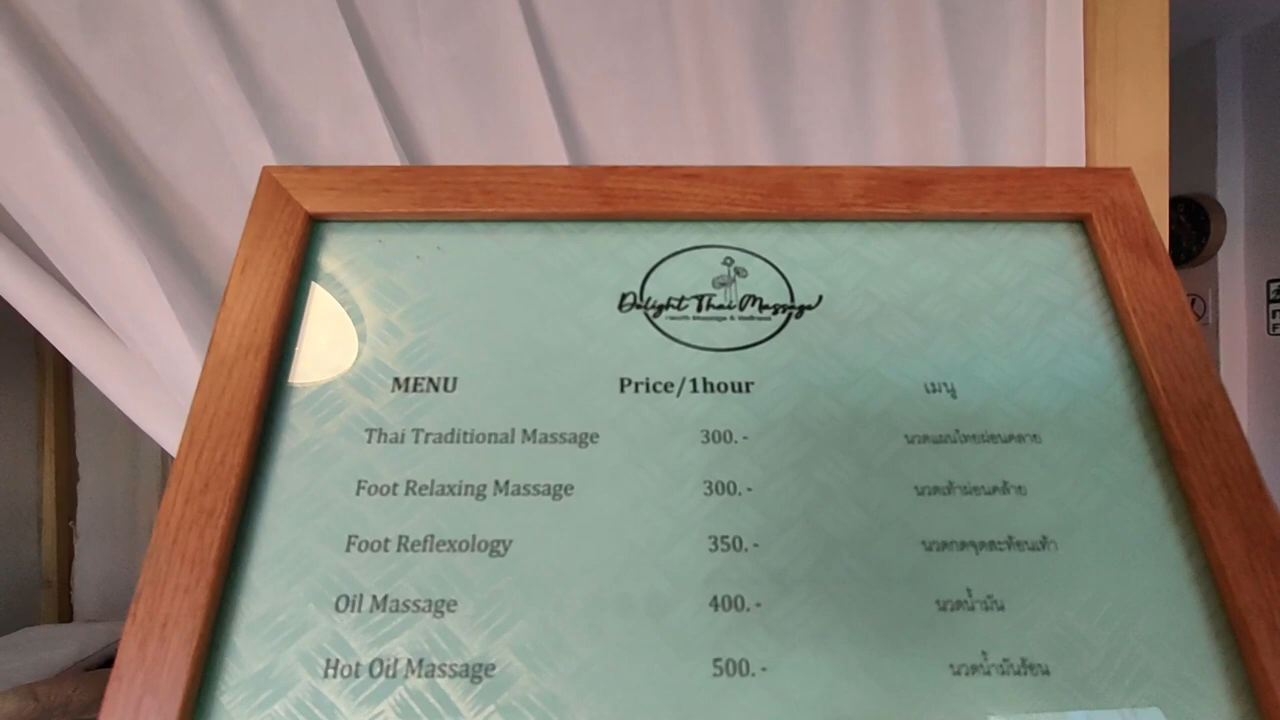 Delight Thai Massage
Health Massage & Wellness
MENU Price/1hour เมนู
Thai Traditional Massage 300.- นวดแผนไทยผ่อนคลาย
Foot Relaxing Massage 300.- นวดเท้าผ่อนคล้าย
Foot Reflexology 350.- นวดกดจุดสะท้อนเท้า
Oil Massage 400.- นวดน้ำมัน
Hot Oil Massage 500.- นวดน้ำมันร้อน